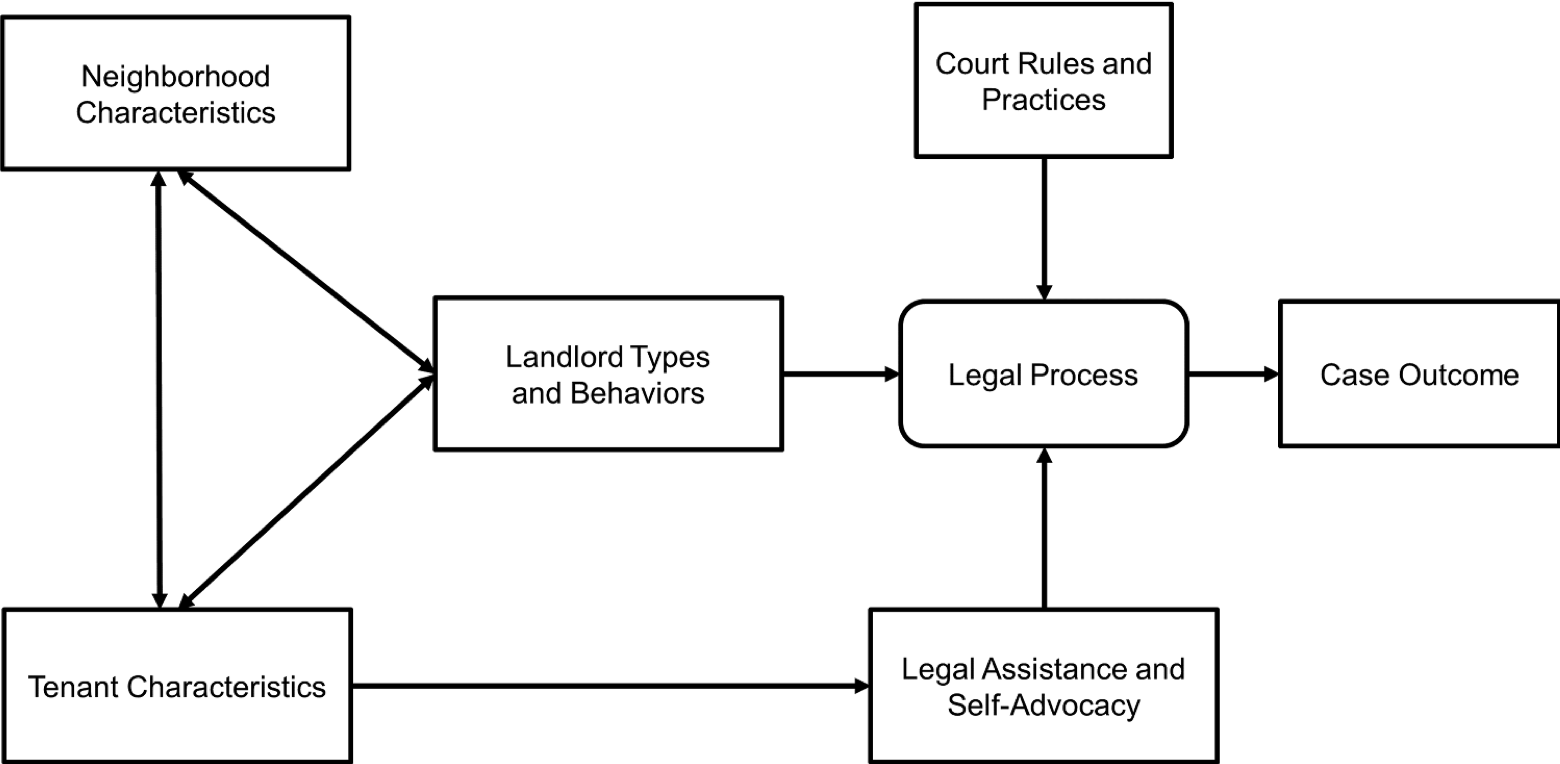 Neighborhood
Characteristics
Court Rules and
Practices
Landlord Types
and Behaviors
Legal Process
Case Outcome
Tenant Characteristics
Legal Assistance and
Self-Advocacy